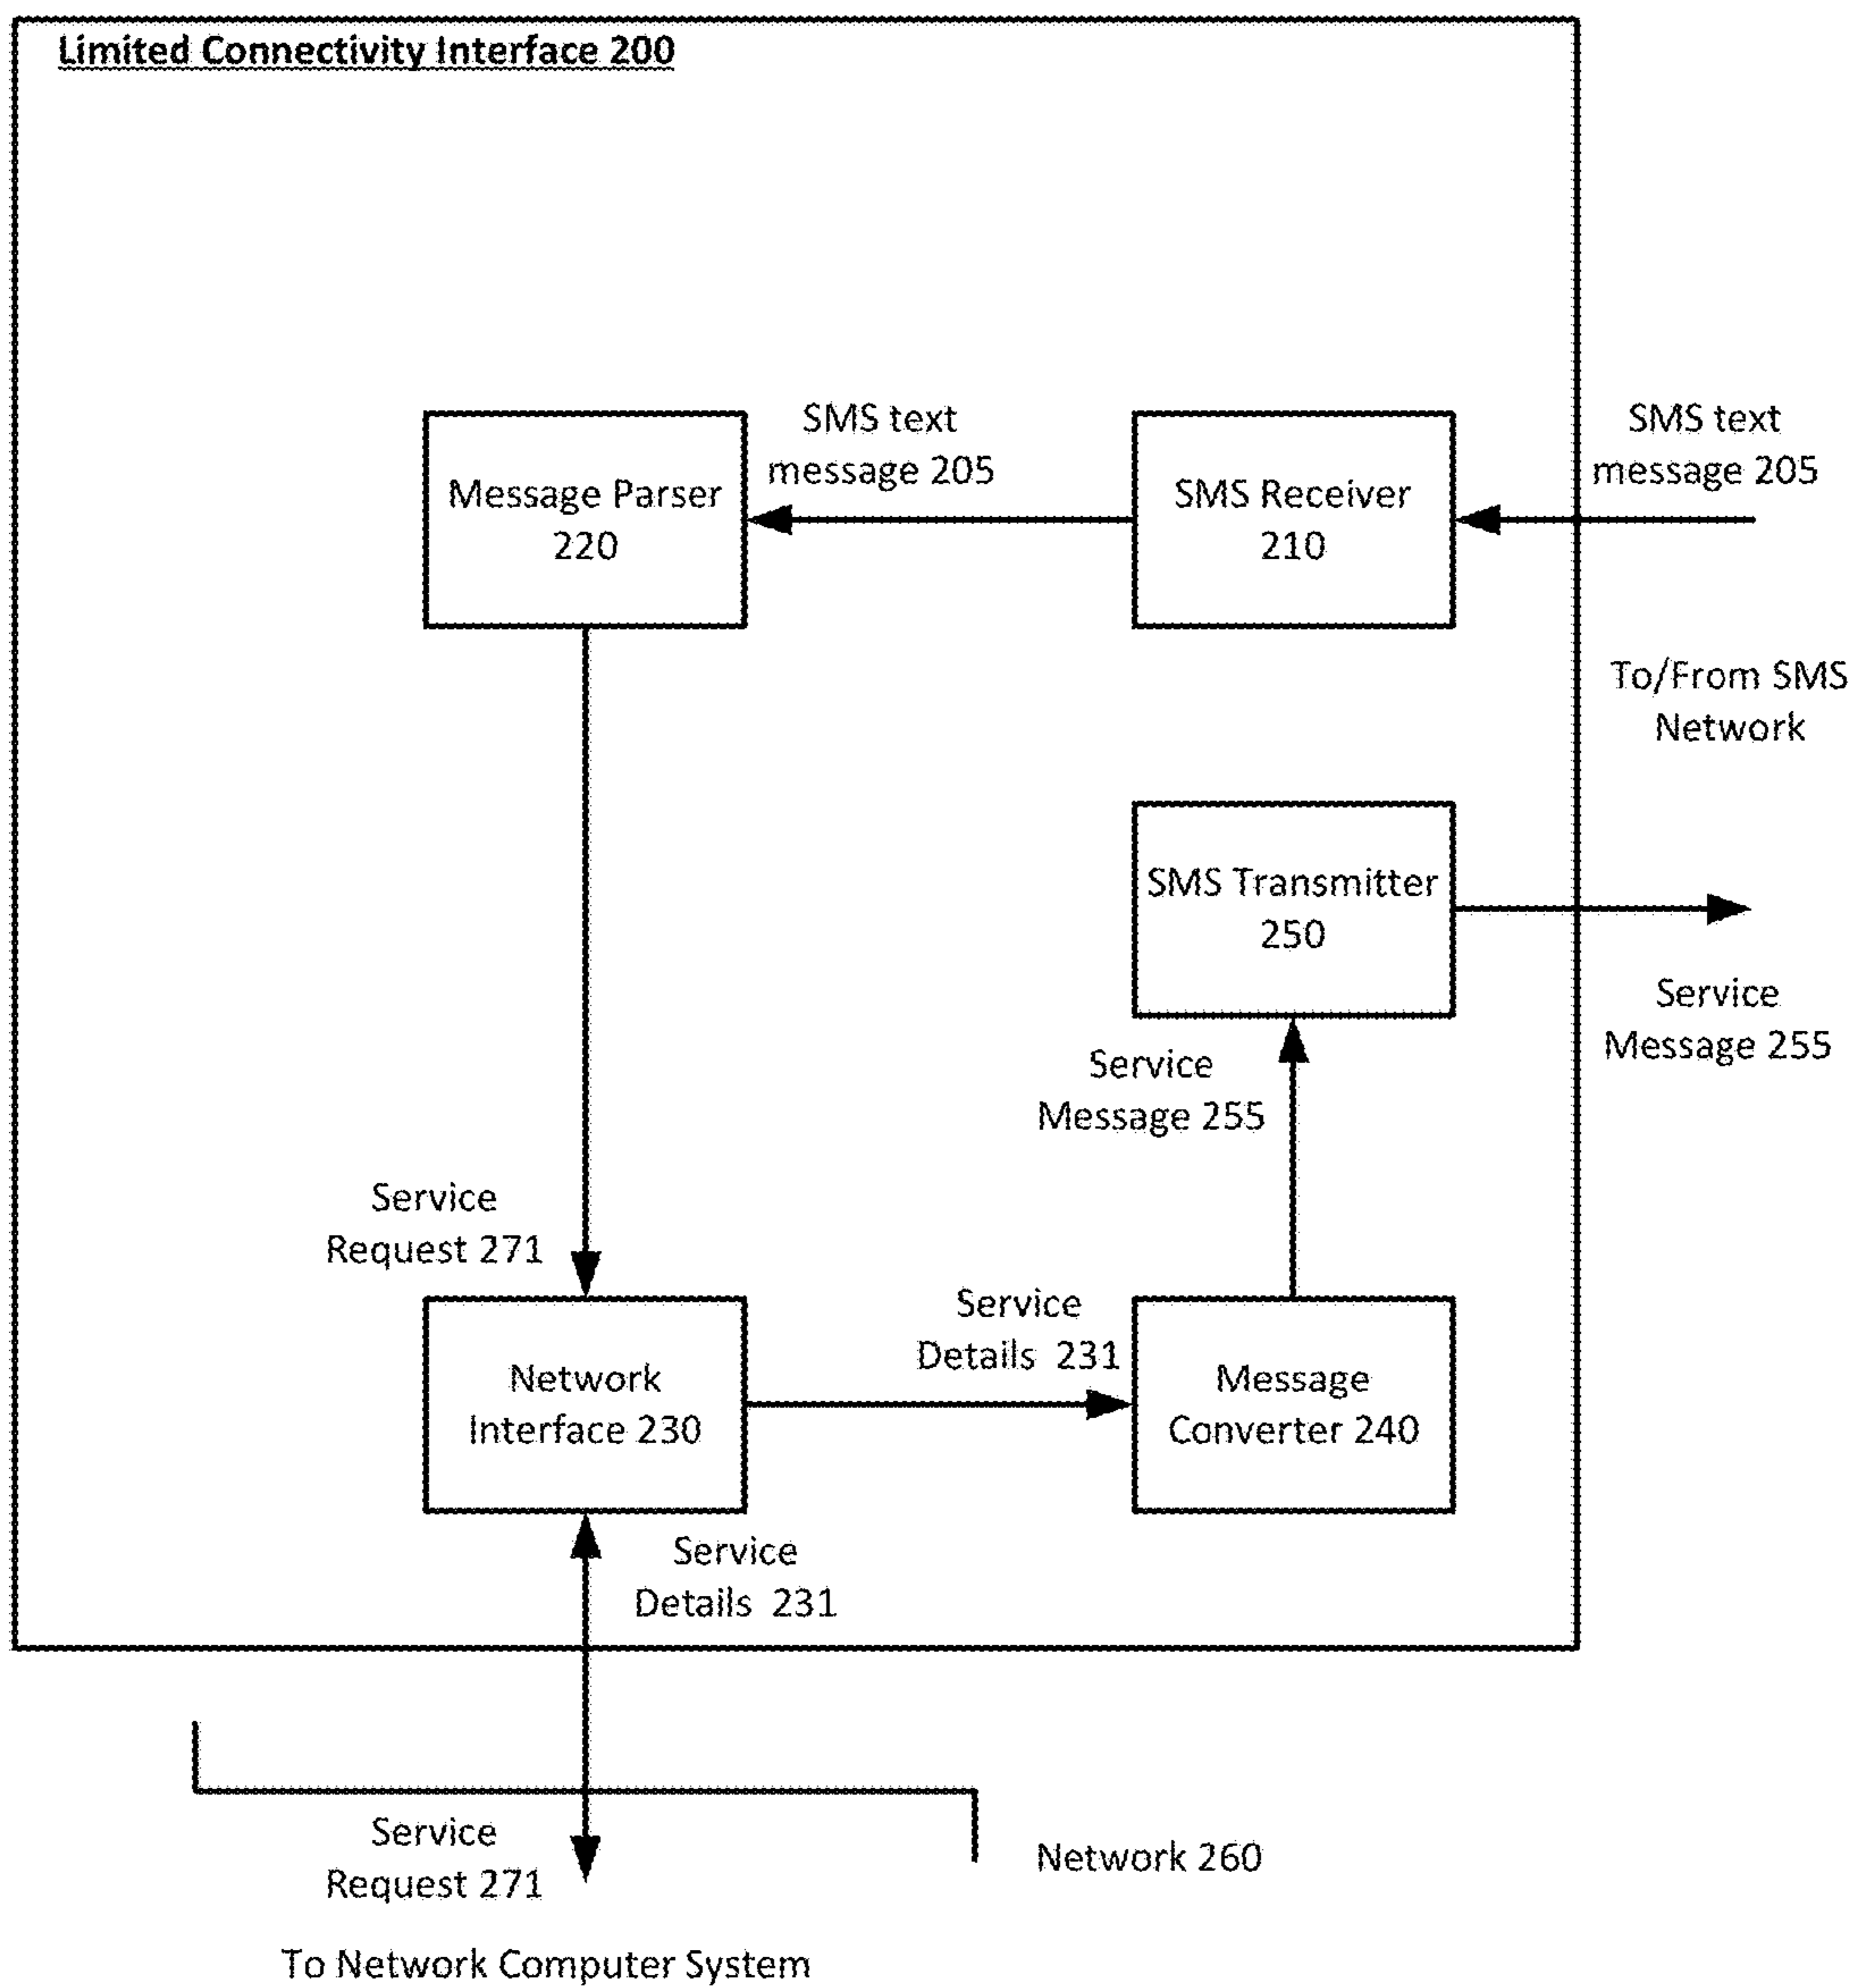 Limited Connectivity Interface 200
SMS text
message 205
SMS text
message 205
Message Parser
220
SMS Receiver
210
To/From SMS
Network
SMS Transmitter
250
Service
Message 255
Service
Message 255
Service
Request 271
Service
Details 231
Network
Interface 230
Message
Converter 240
Service
Details 231
Service
Request 271
Network 260
To Network Computer System